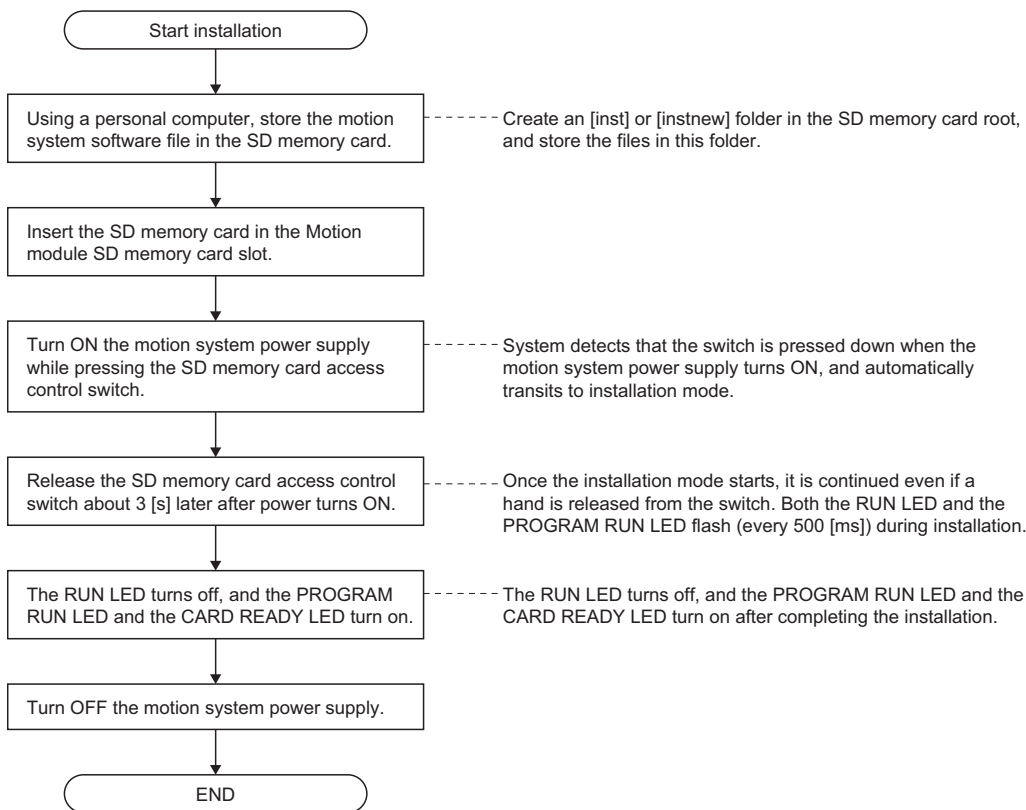 Start installation
Using a personal computer, store the motion
system software file in the SD memory card.
Create an [inst] or [instnew] folder in the SD memory card root,
and store the files in this folder.
Insert the SD memory card in the Motion
module SD memory card slot.
Turn ON the motion system power supply
while pressing the SD memory card access
control switch.
System detects that the switch is pressed down when the
motion system power supply turns ON, and automatically
transits to installation mode.
Release the SD memory card access control
switch about 3 [s] later after power turns ON.
Once the installation mode starts, it is continued even if a
hand is released from the switch. Both the RUN LED and the
PROGRAM RUN LED flash (every 500 [ms]) during installation.
The RUN LED turns off, and the PROGRAM
RUN LED and the CARD READY LED turn on.
The RUN LED turns off, and the PROGRAM RUN LED and the
CARD READY LED turn on after completing the installation.
Turn OFF the motion system power supply.
END